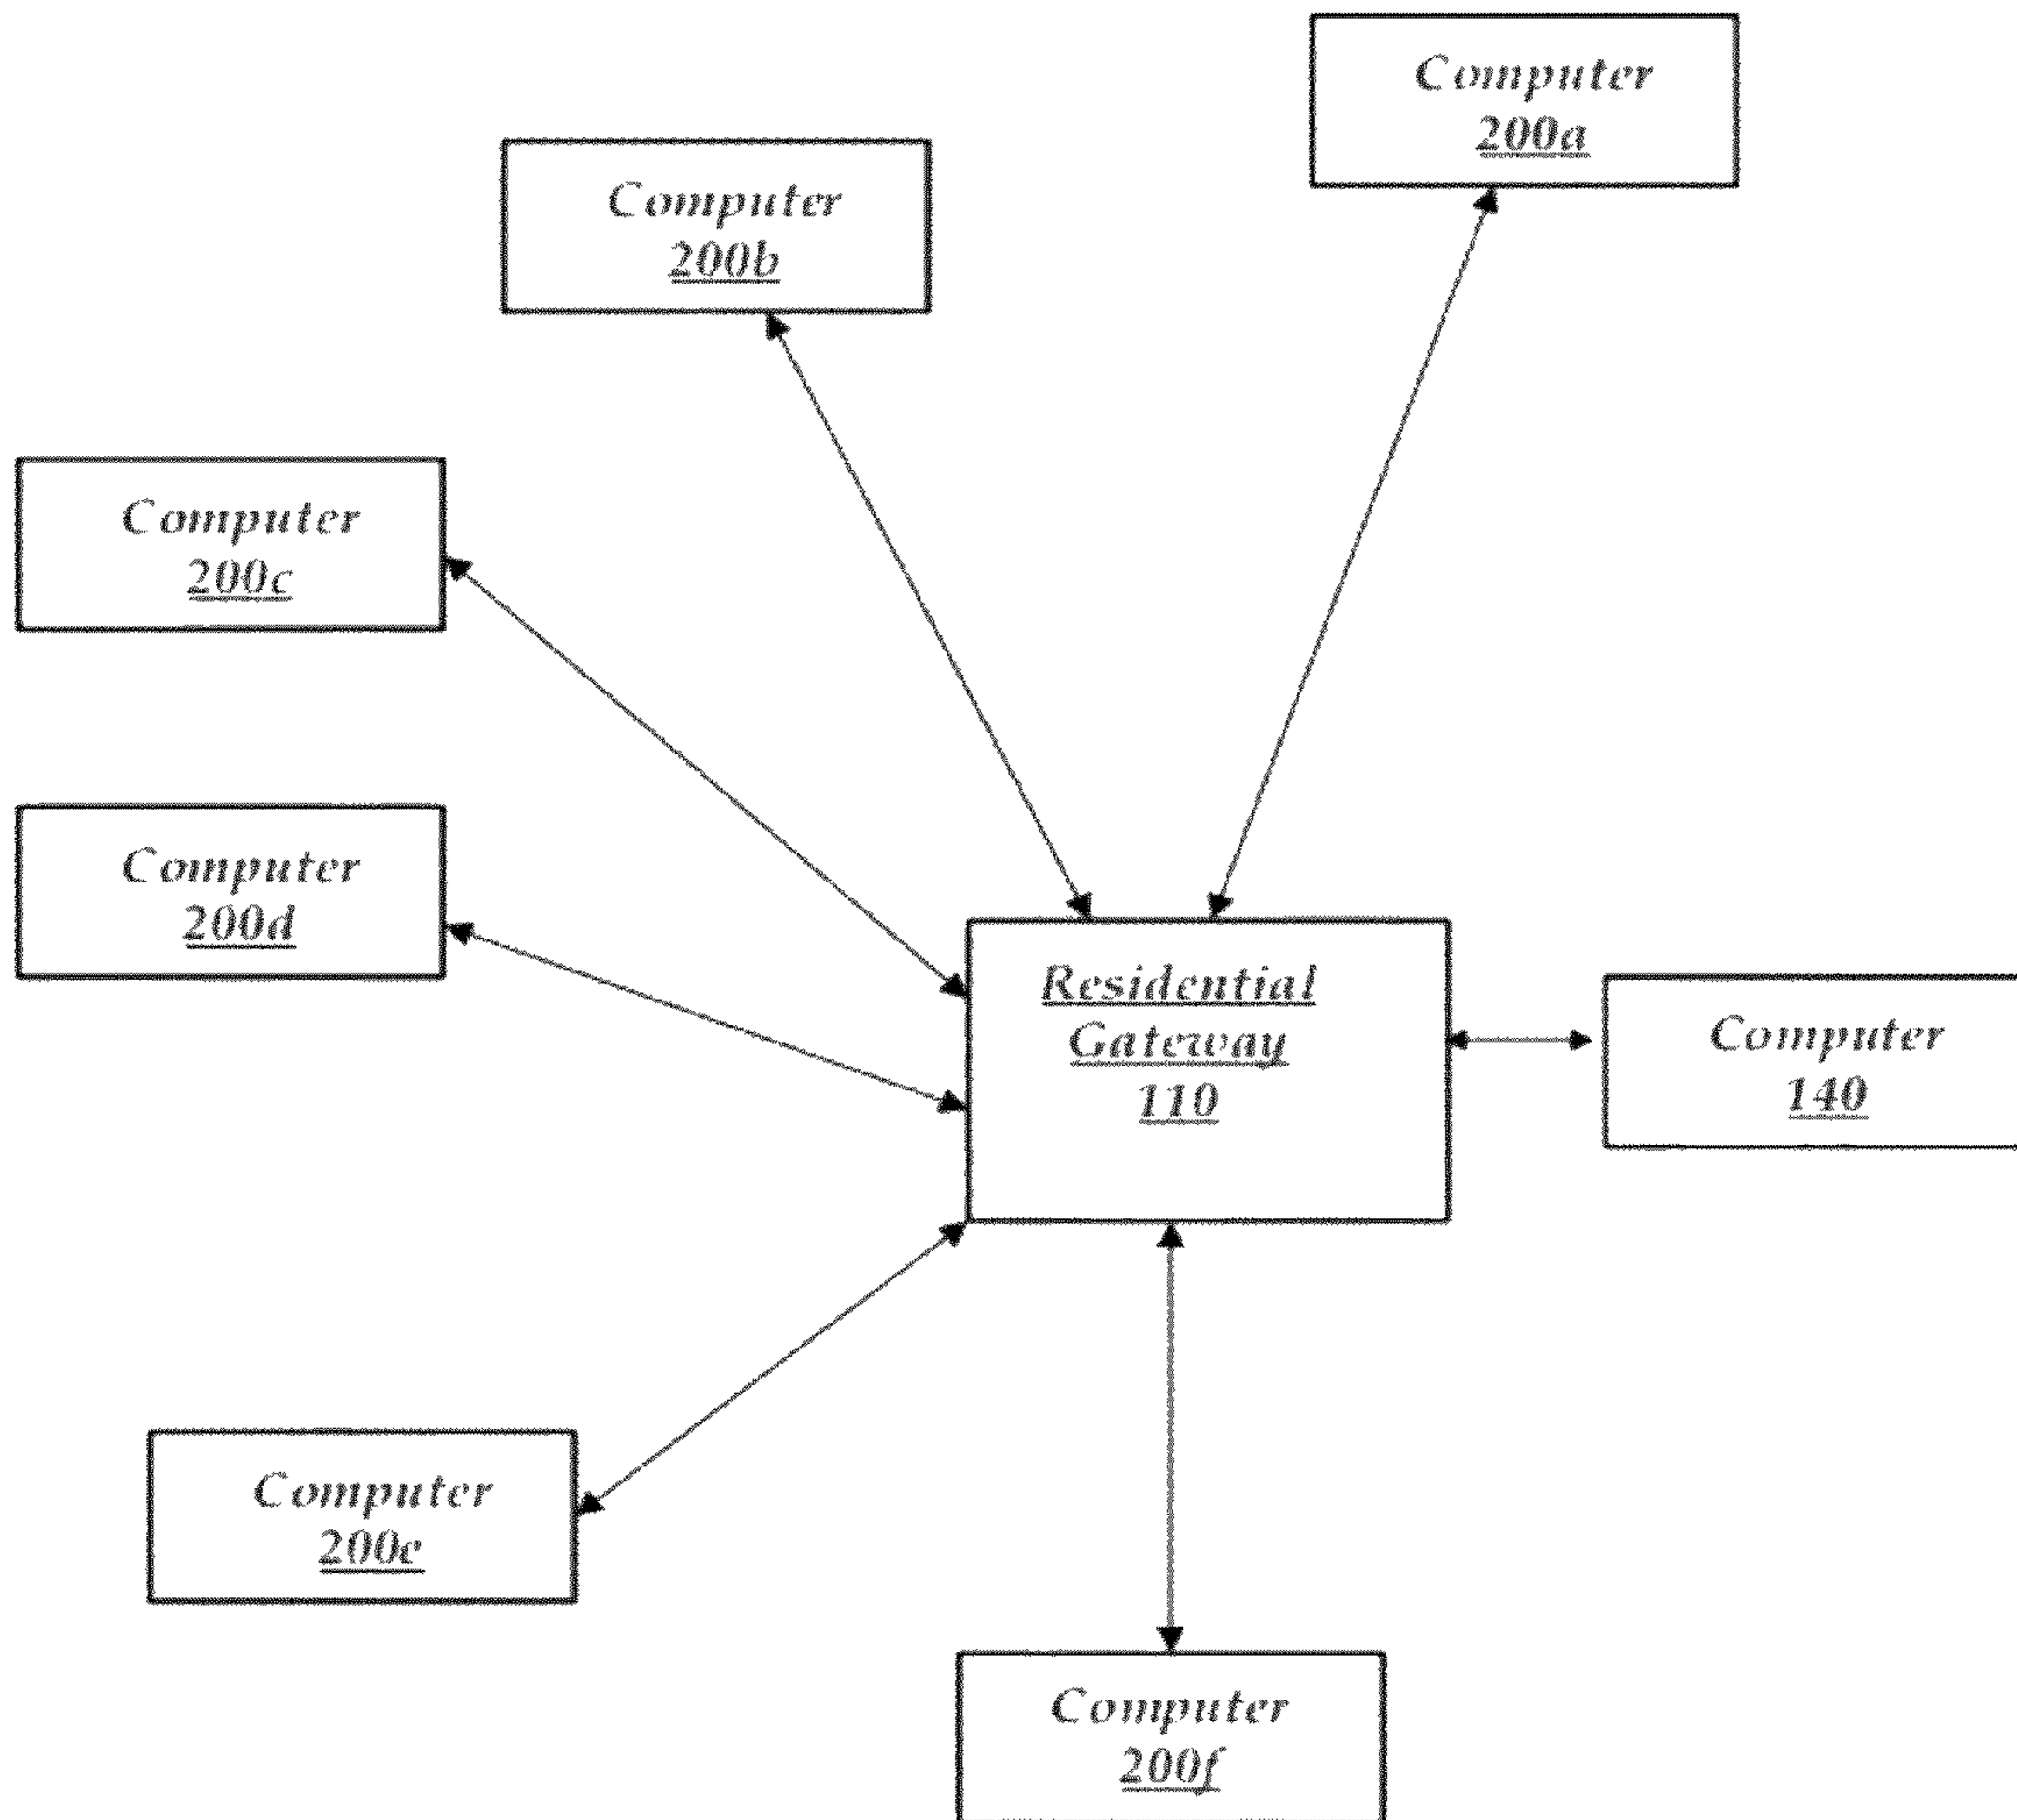 Computer
200a
Computer
200b
Computer
200c
Computer
200d
Residential
Gateway
110
Computer
140
Computer
200e
Computer
200f